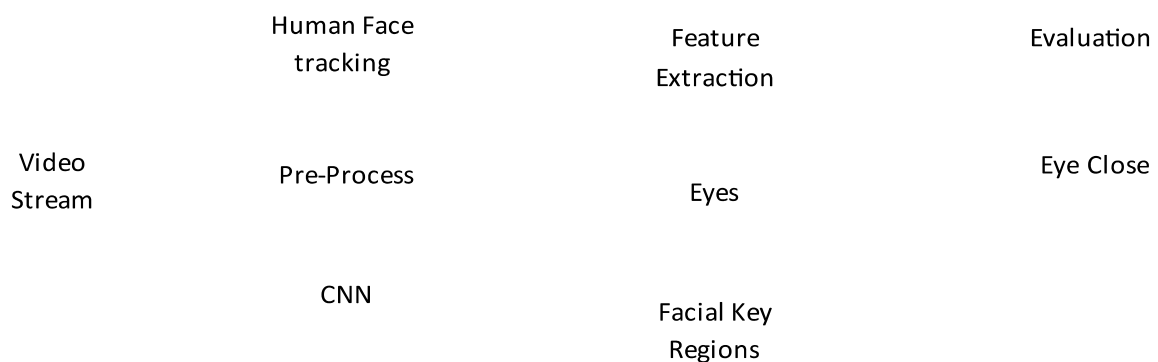 Human Face
tracking
Feature
Extraction
Evaluation
Video
Stream
Pre-Process
Eyes
Eye Close
CNN
Facial Key
Regions